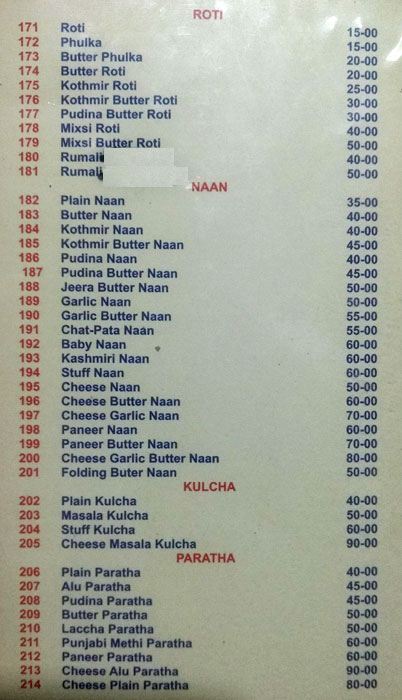 ROTI
171 Roti 15-00
172 Phulka 15-00
173 Butter Phulka 20-00
174 Butter Roti 20-00
175 Kothmir Roti 25-00
176 Kothmir Butter Roti 30-00
177 Pudina Butter Roti 30-00
178 Mixsi Roti 40-00
179 Mixsi Butter Roti 50-00
180 Rumali 40-00
181 Rumali 50-00
NAAN
182 Plain Naan 35-00
183 Butter Naan 40-00
184 Kothmir Naan 40-00
185 Kothmir Butter Naan 45-00
186 Pudina Naan 40-00
187 Pudina Butter Naan 45-00
188 Jeera Butter Naan 50-00
189 Garlic Naan 50-00
190 Garlic Butter Naan 55-00
191 Chat-Pata Naan 55-00
192 Baby Naan 60-00
193 Kashmiri Naan 60-00
194 Stuff Naan 60-00
195 Cheese Naan 50-00
196 Cheese Butter Naan 60-00
197 Cheese Garlic Naan 70-00
198 Paneer Naan 60-00
199 Paneer Butter Naan 70-00
200 Cheese Garlic Butter Naan 80-00
201 Folding Buter Naan 50-00
KULCHA
202 Plain Kulcha 40-00
203 Masala Kulcha 50-00
204 Stuff Kulcha 60-00
205 Cheese Masala Kulcha 90-00
PARATHA
206 Plain Paratha 40-00
207 Alu Paratha 45-00
208 Pudina Paratha 45-00
209 Butter Paratha 50-00
210 Laccha Paratha 50-00
211 Punjabi Methi Paratha 60-00
212 Paneer Paratha 60-00
213 Cheese Alu Paratha 90-00
214 Cheese Plain Paratha 80-00